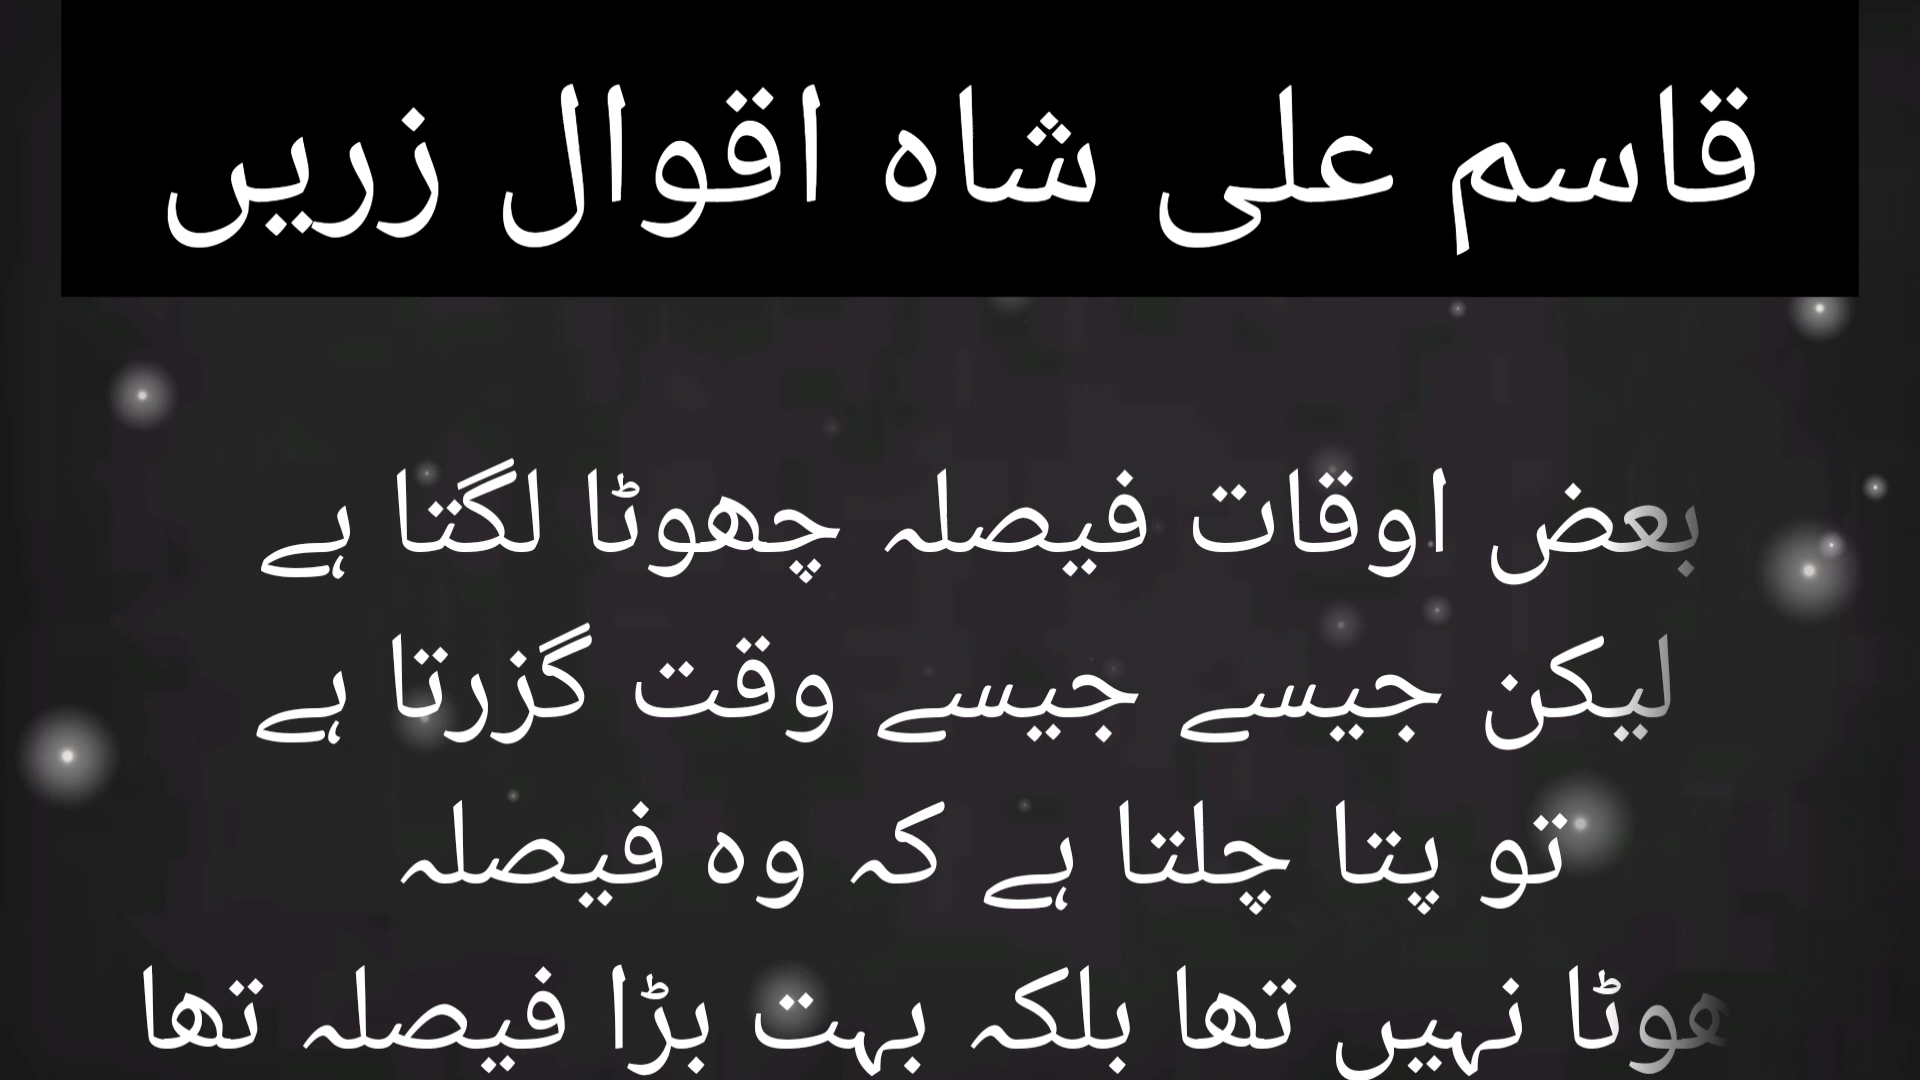 قاسم علی شاہ اقوال زریں
بعض اوقات فیصلہ چھوٹا لگتا ہے
لیکن جیسے جیسے وقت گزرتا ہے
تو پتا چلتا ہے کہ وہ فیصلہ
ھوٹا نہیں تھا بلکہ بہت بڑا فیصلہ تھا